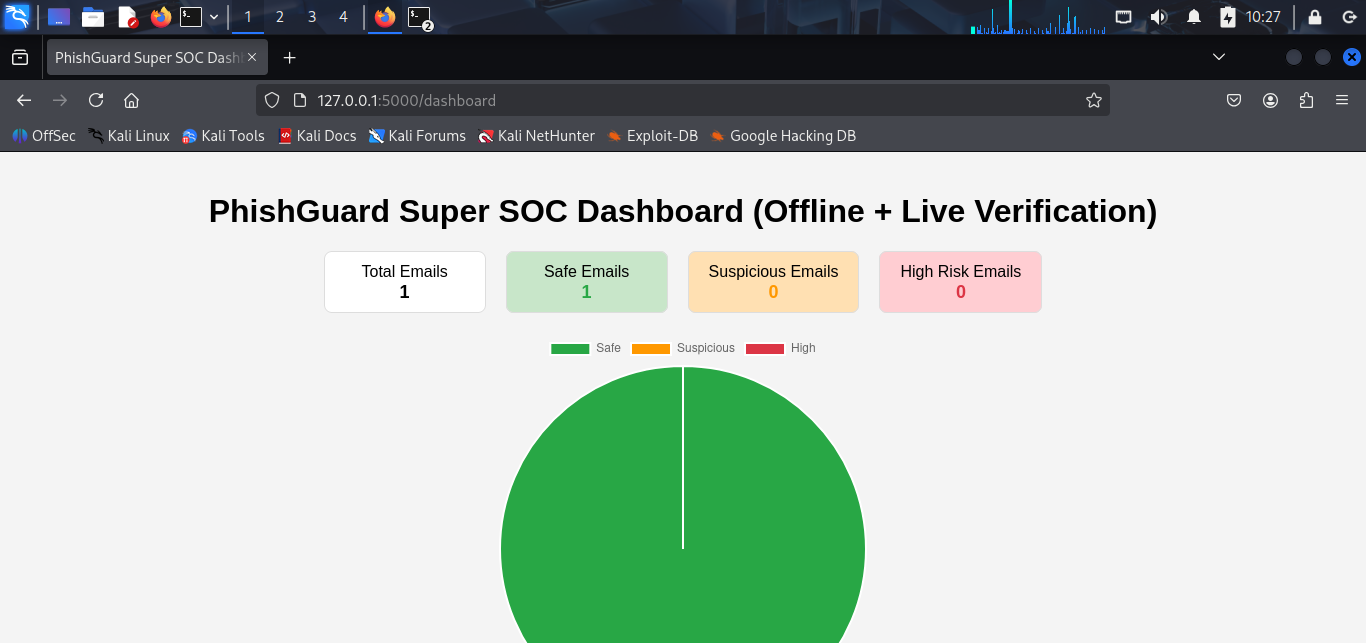 1 2 3 4 2 10:27
PhishGuard Super SOC Dash
127.0.0.1:5000/dashboard
OffSec Kali Linux Kali Tools Kali Docs Kali Forums Kali NetHunter Exploit-DB Google Hacking DB
PhishGuard Super SOC Dashboard (Offline + Live Verification)
Total Emails Safe Emails Suspicious Emails High Risk Emails
1 1 0 0
Safe Suspicious High